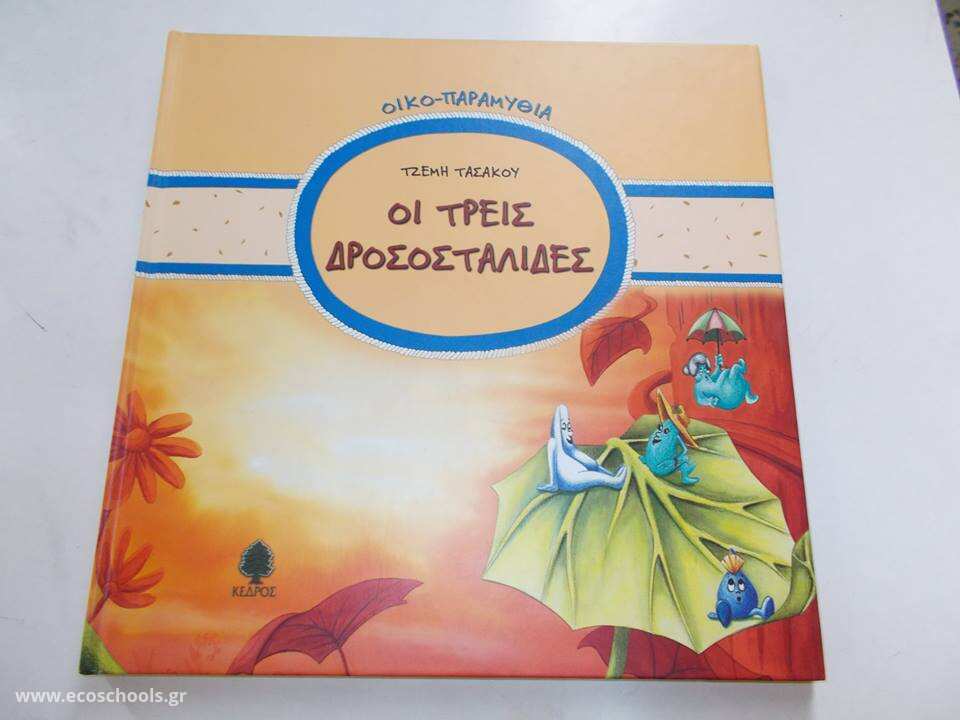 ΟΙΚΟ-ΠΑΡΑΜΥΘΙΑ
ΤΖΕΜΗ ΤΑΣΑΚΟΥ
ΟΙ ΤΡΕΙΣ
ΔΡΟΣΟΣΤΑΛΙΔΕΣ
ΚΕΔΡΟΣ
www.ecoschools.gr